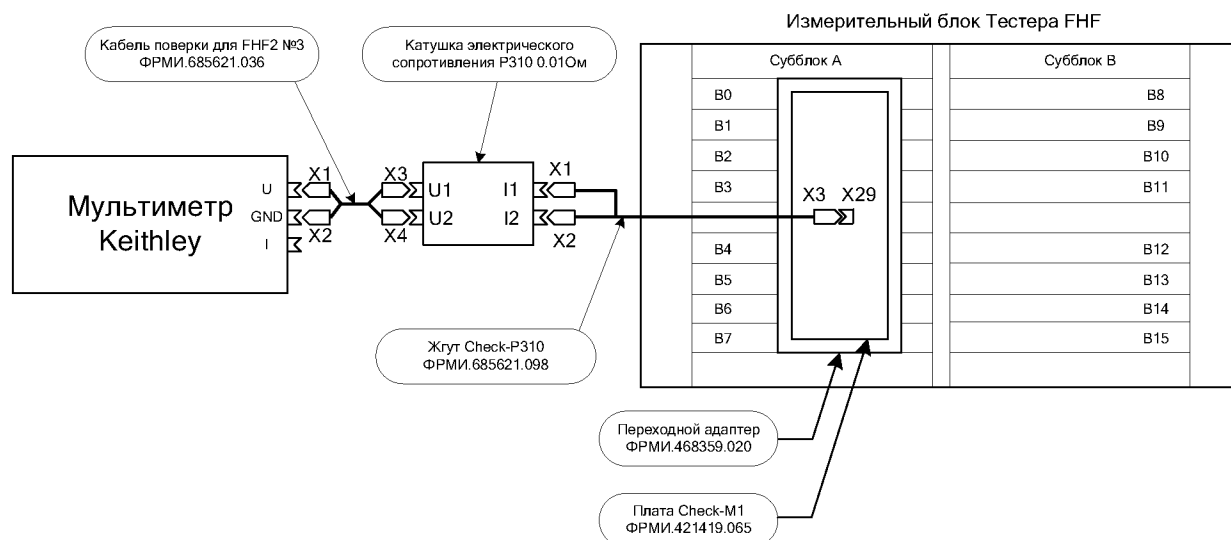 Измерительный блок Тестера FHF
Кабель поверки для FHF2 №3
ФРМИ.685621.036
Катушка электрического
сопротивления Р310 0.01Ом
Субблок А
Субблок В
B0
B1
B2
B3
B4
B5
B6
B7
B8
B9
B10
B11
B12
B13
B14
B15
Мультиметр
Keithley
U
GND
I
X1
X2
X3
X4
U1
U2
I1
I2
X1
X2
X3
X29
Жгут Check-P310
ФРМИ.685621.098
Переходной адаптер
ФРМИ.468359.020
Плата Check-M1
ФРМИ.421419.065